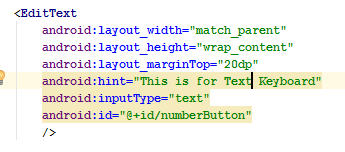 <EditText
android:layout_width="match_parent"
android:layout_height="wrap_content"
android:layout_marginTop="20dp"
android:hint="This is for Text Keyboard"
android:inputType="text"
android:id="@+id/numberButton"
/>